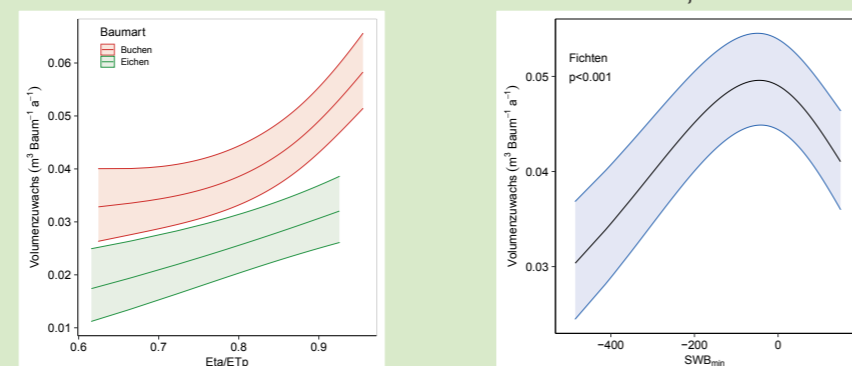 Baumart
Buchen
Eichen
Volumenzuwachs (m³ Baum⁻¹ a⁻¹)
0.06
0.05
0.04
0.03
0.02
0.01
0.6
0.7
0.8
0.9
Eta/ETp
Fichten
p<0.001
Volumenzuwachs (m³ Baum⁻¹ a⁻¹)
0.05
0.04
0.03
−400
−200
0
SWBmin